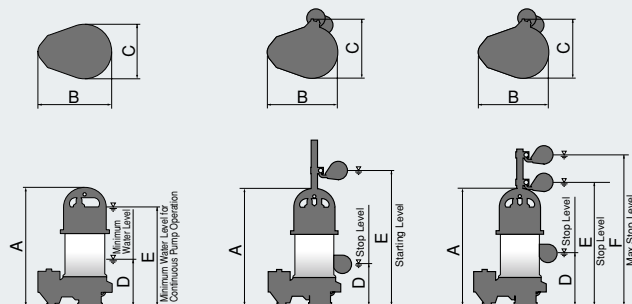 C
B
C
B
C
B
A
Minimum
Water Level
D
E
Minimum Water Level for
Continuous Pump Operation
A
Stop Level
D
E
Starting Level
A
Stop Level
D
E
Stop Level
F
Max Stop Level